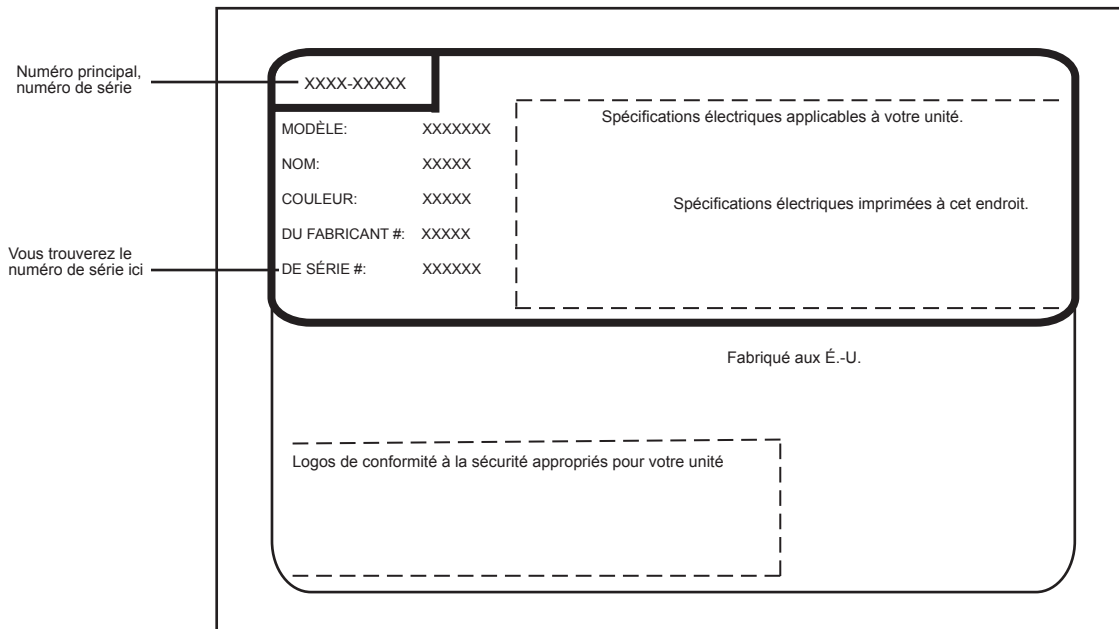 Numéro principal,
numéro de série
XXXX-XXXXX
MODÈLE: XXXXXXX
NOM: XXXXX
COULEUR: XXXXX
DU FABRICANT #: XXXXX
Vous trouverez le
numéro de série ici
DE SÉRIE #: XXXXXX
Spécifications électriques applicables à votre unité.
Spécifications électriques imprimées à cet endroit.
Fabriqué aux É.-U.
Logos de conformité à la sécurité appropriés pour votre unité